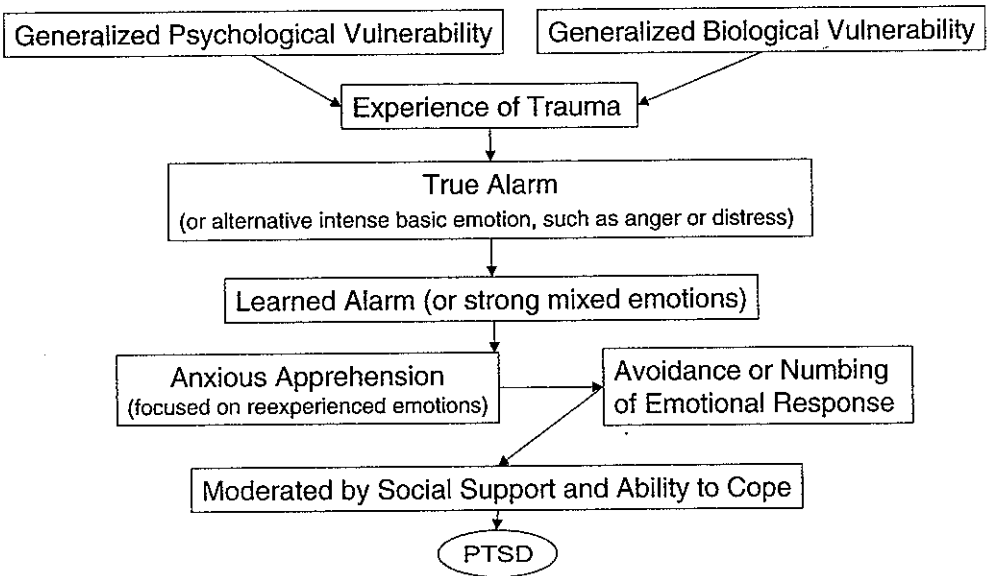 Generalized Psychological Vulnerability
Generalized Biological Vulnerability
Experience of Trauma
True Alarm
(or alternative intense basic emotion, such as anger or distress)
Learned Alarm (or strong mixed emotions)
Anxious Apprehension
(focused on reexperienced emotions)
Avoidance or Numbing
of Emotional Response
Moderated by Social Support and Ability to Cope
PTSD